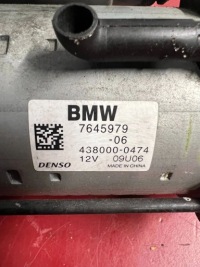 BMW
7645979
-06
438000-0474
12V 09U06
DENSO MADE IN CHINA